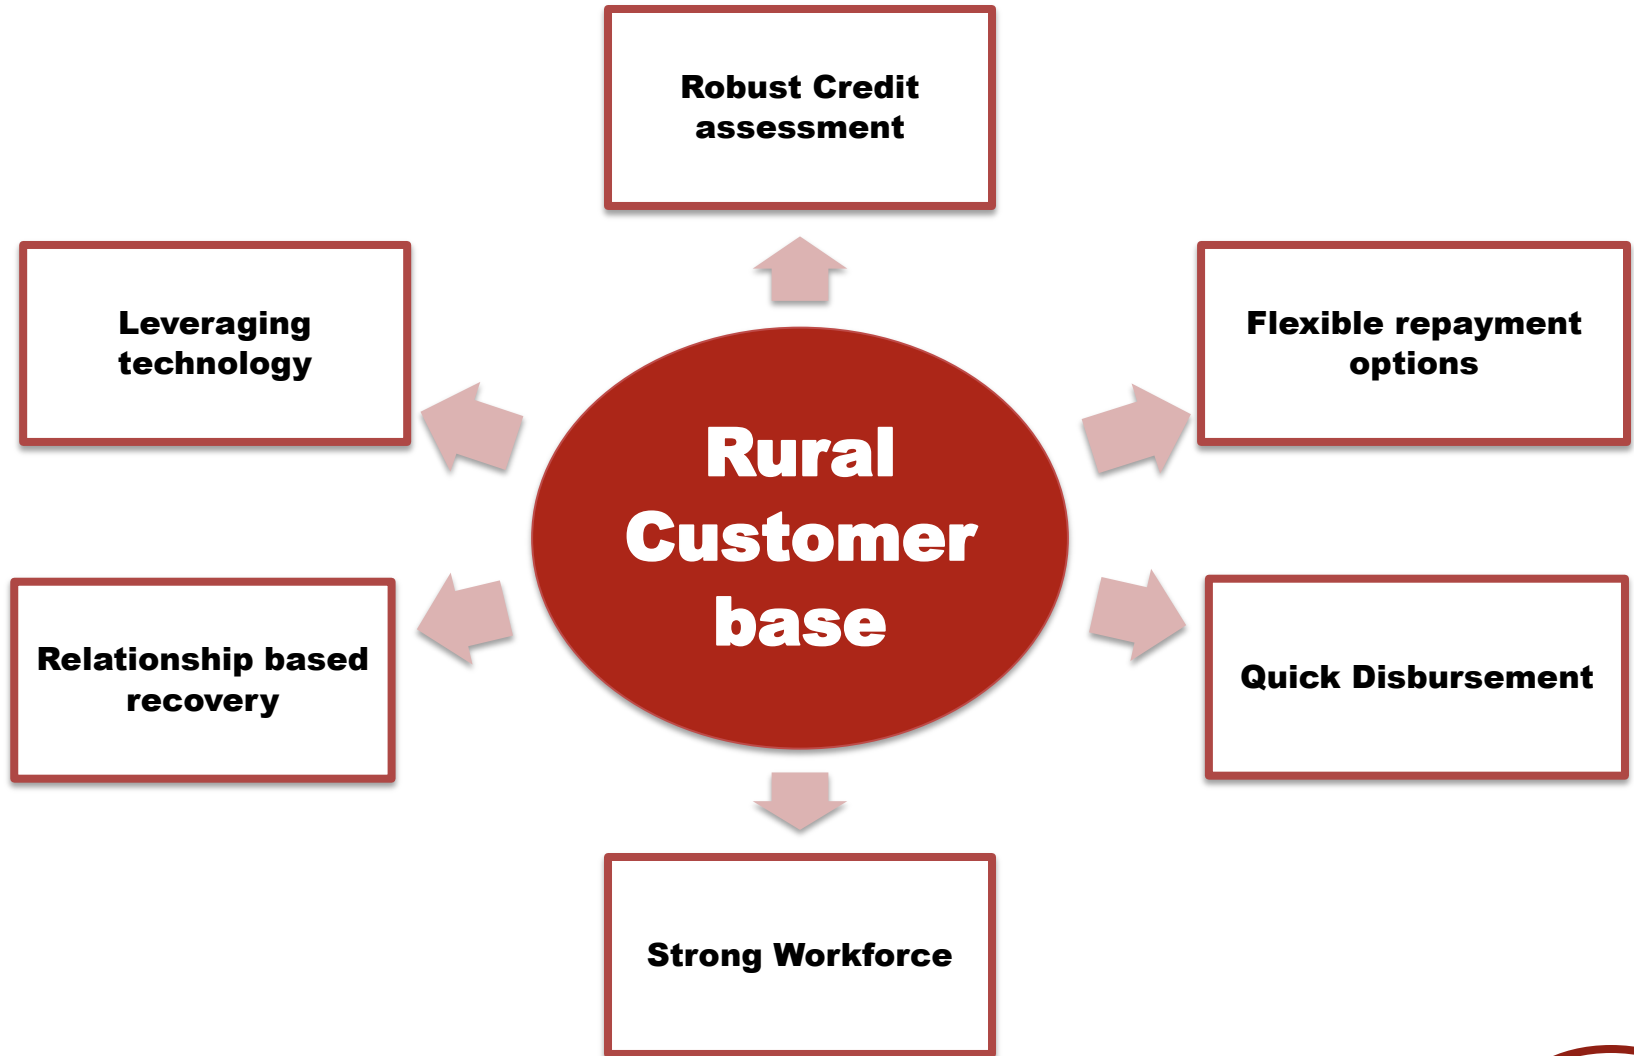 Robust Credit
assessment
Leveraging
technology
Flexible repayment
options
Rural
Customer
base
Relationship based
recovery
Quick Disbursement
Strong Workforce